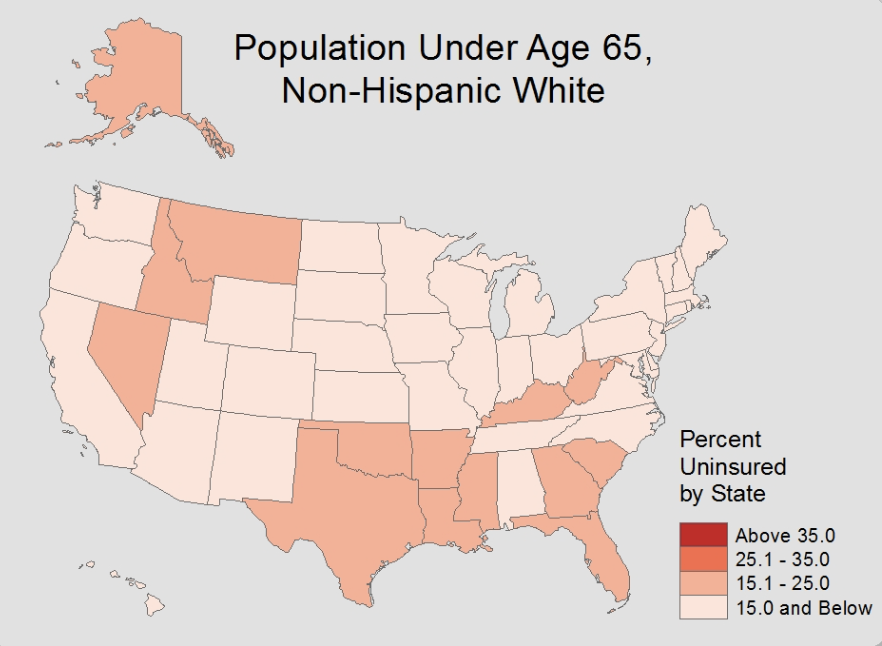 Population Under Age 65,
Non-Hispanic White
Percent
Uninsured
by State
Above 35.0
25.1 - 35.0
15.1 - 25.0
15.0 and Below